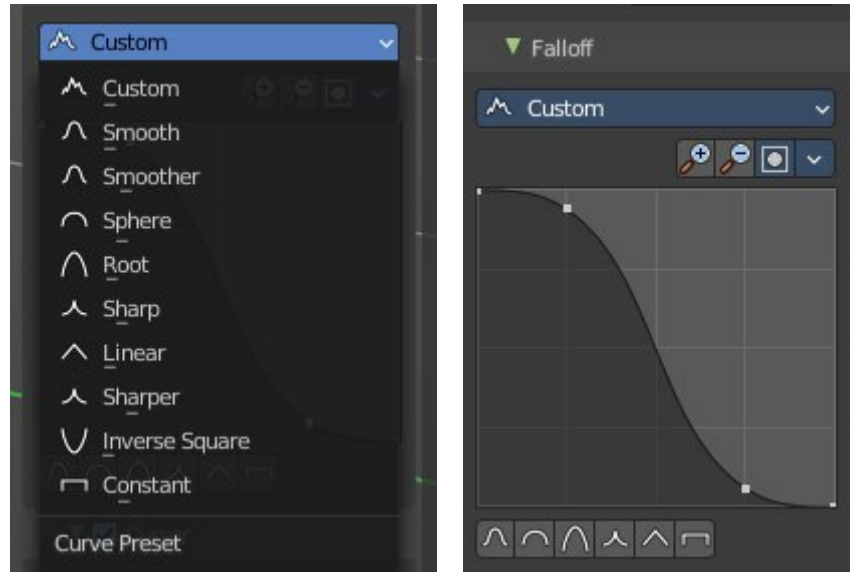 Custom
Custom
Smooth
Smoother
Sphere
Root
Sharp
Linear
Sharper
Inverse Square
Constant
Curve Preset
Falloff
Custom